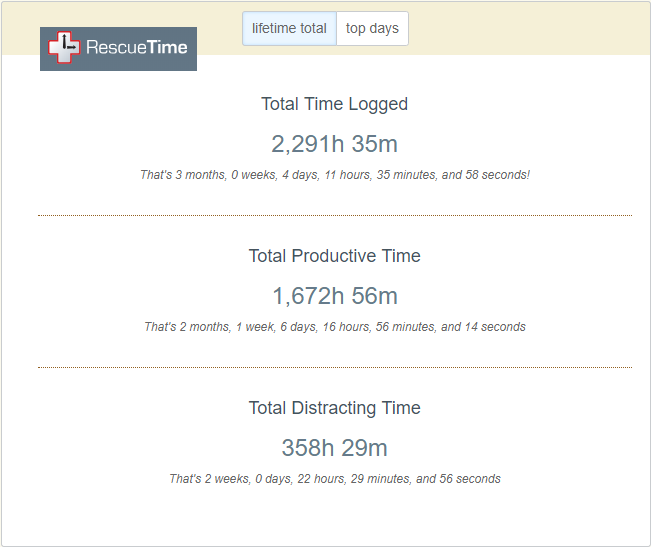 lifetime total top days
RescueTime
Total Time Logged
2,291h 35m
That's 3 months, 0 weeks, 4 days, 11 hours, 35 minutes, and 58 seconds!
Total Productive Time
1,672h 56m
That's 2 months, 1 week, 6 days, 16 hours, 56 minutes, and 14 seconds
Total Distracting Time
358h 29m
That's 2 weeks, 0 days, 22 hours, 29 minutes, and 56 seconds